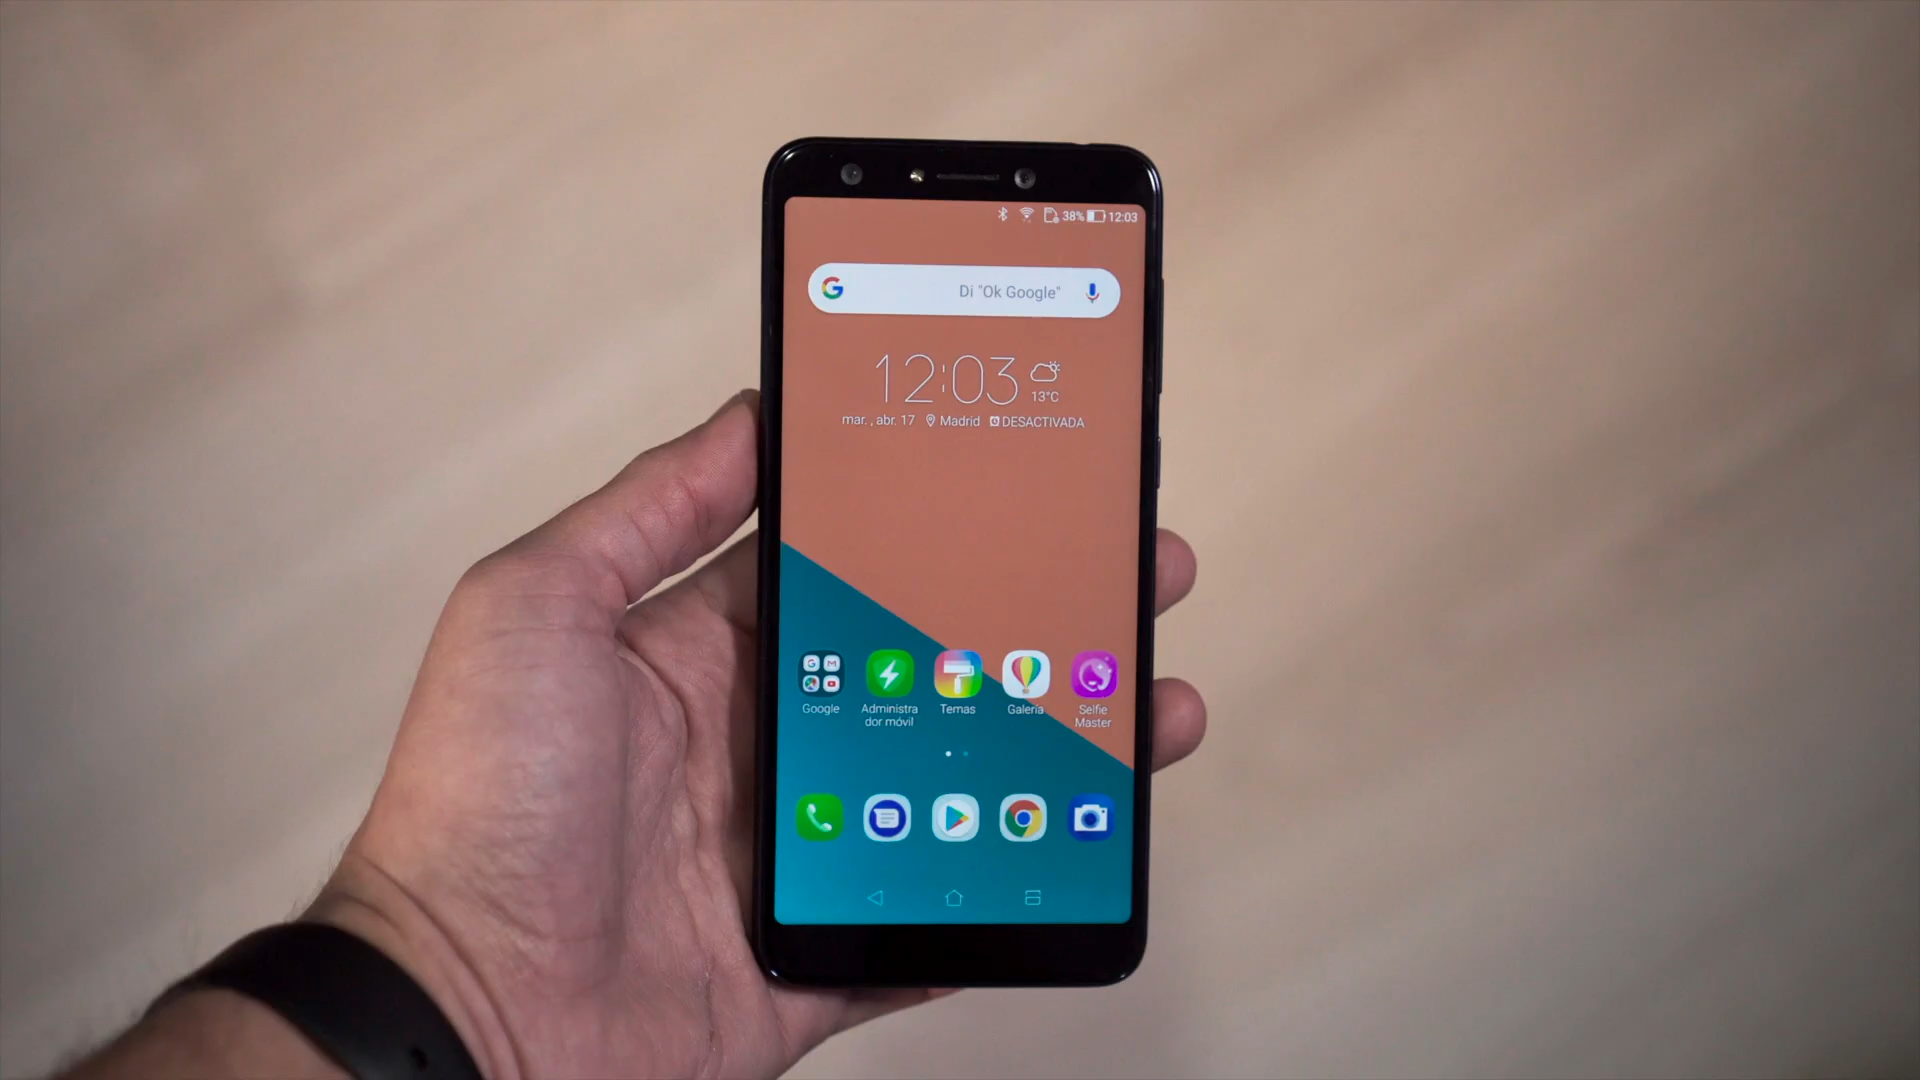 38% 12:03
Di "Ok Google"
12:03
13°C
mar. , abr. 17 Madrid DESACTIVADA
Google Administra Temas Galería Selfie
dor móvil Master